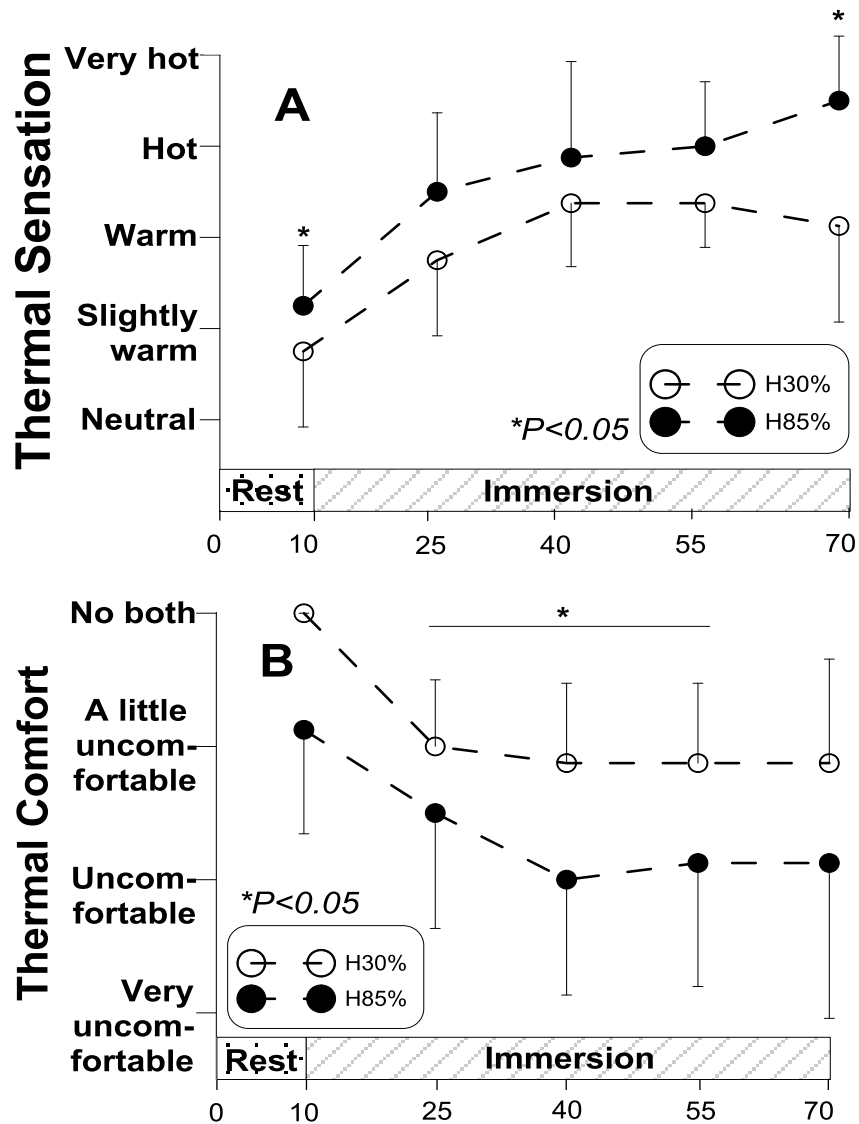 Thermal Sensation
Very hot
Hot
Warm
Slightly
warm
Neutral
A
*
*
H30%
H85%
*P<0.05
Rest
Immersion
0 10 25 40 55 70
Thermal Comfort
No both
A little
uncom-
fortable
Uncom-
fortable
Very
uncom-
fortable
B
*
*P<0.05
H30%
H85%
Rest
Immersion
0 10 25 40 55 70